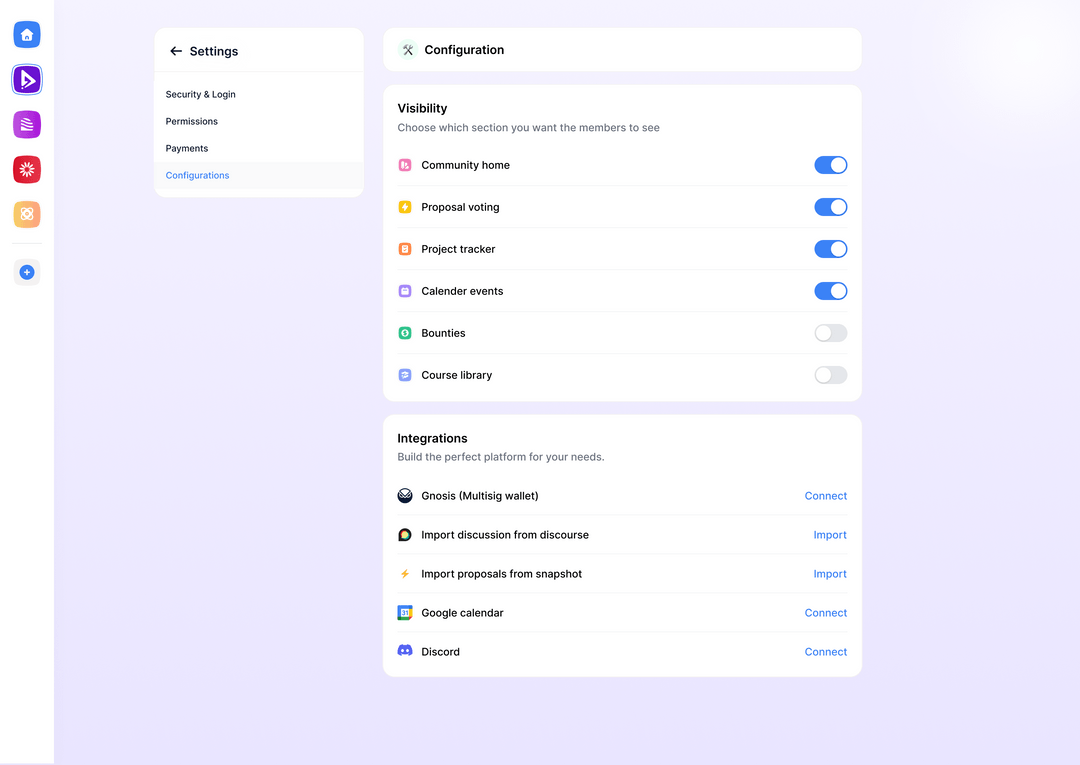 Settings
Security & Login
Permissions
Payments
Configurations
Configuration
Visibility
Choose which section you want the members to see
Community home
Proposal voting
Project tracker
Calender events
Bounties
Course library
Integrations
Build the perfect platform for your needs.
Gnosis (Multisig wallet) Connect
Import discussion from discourse Import
Import proposals from snapshot Import
31 Google calendar Connect
Discord Connect